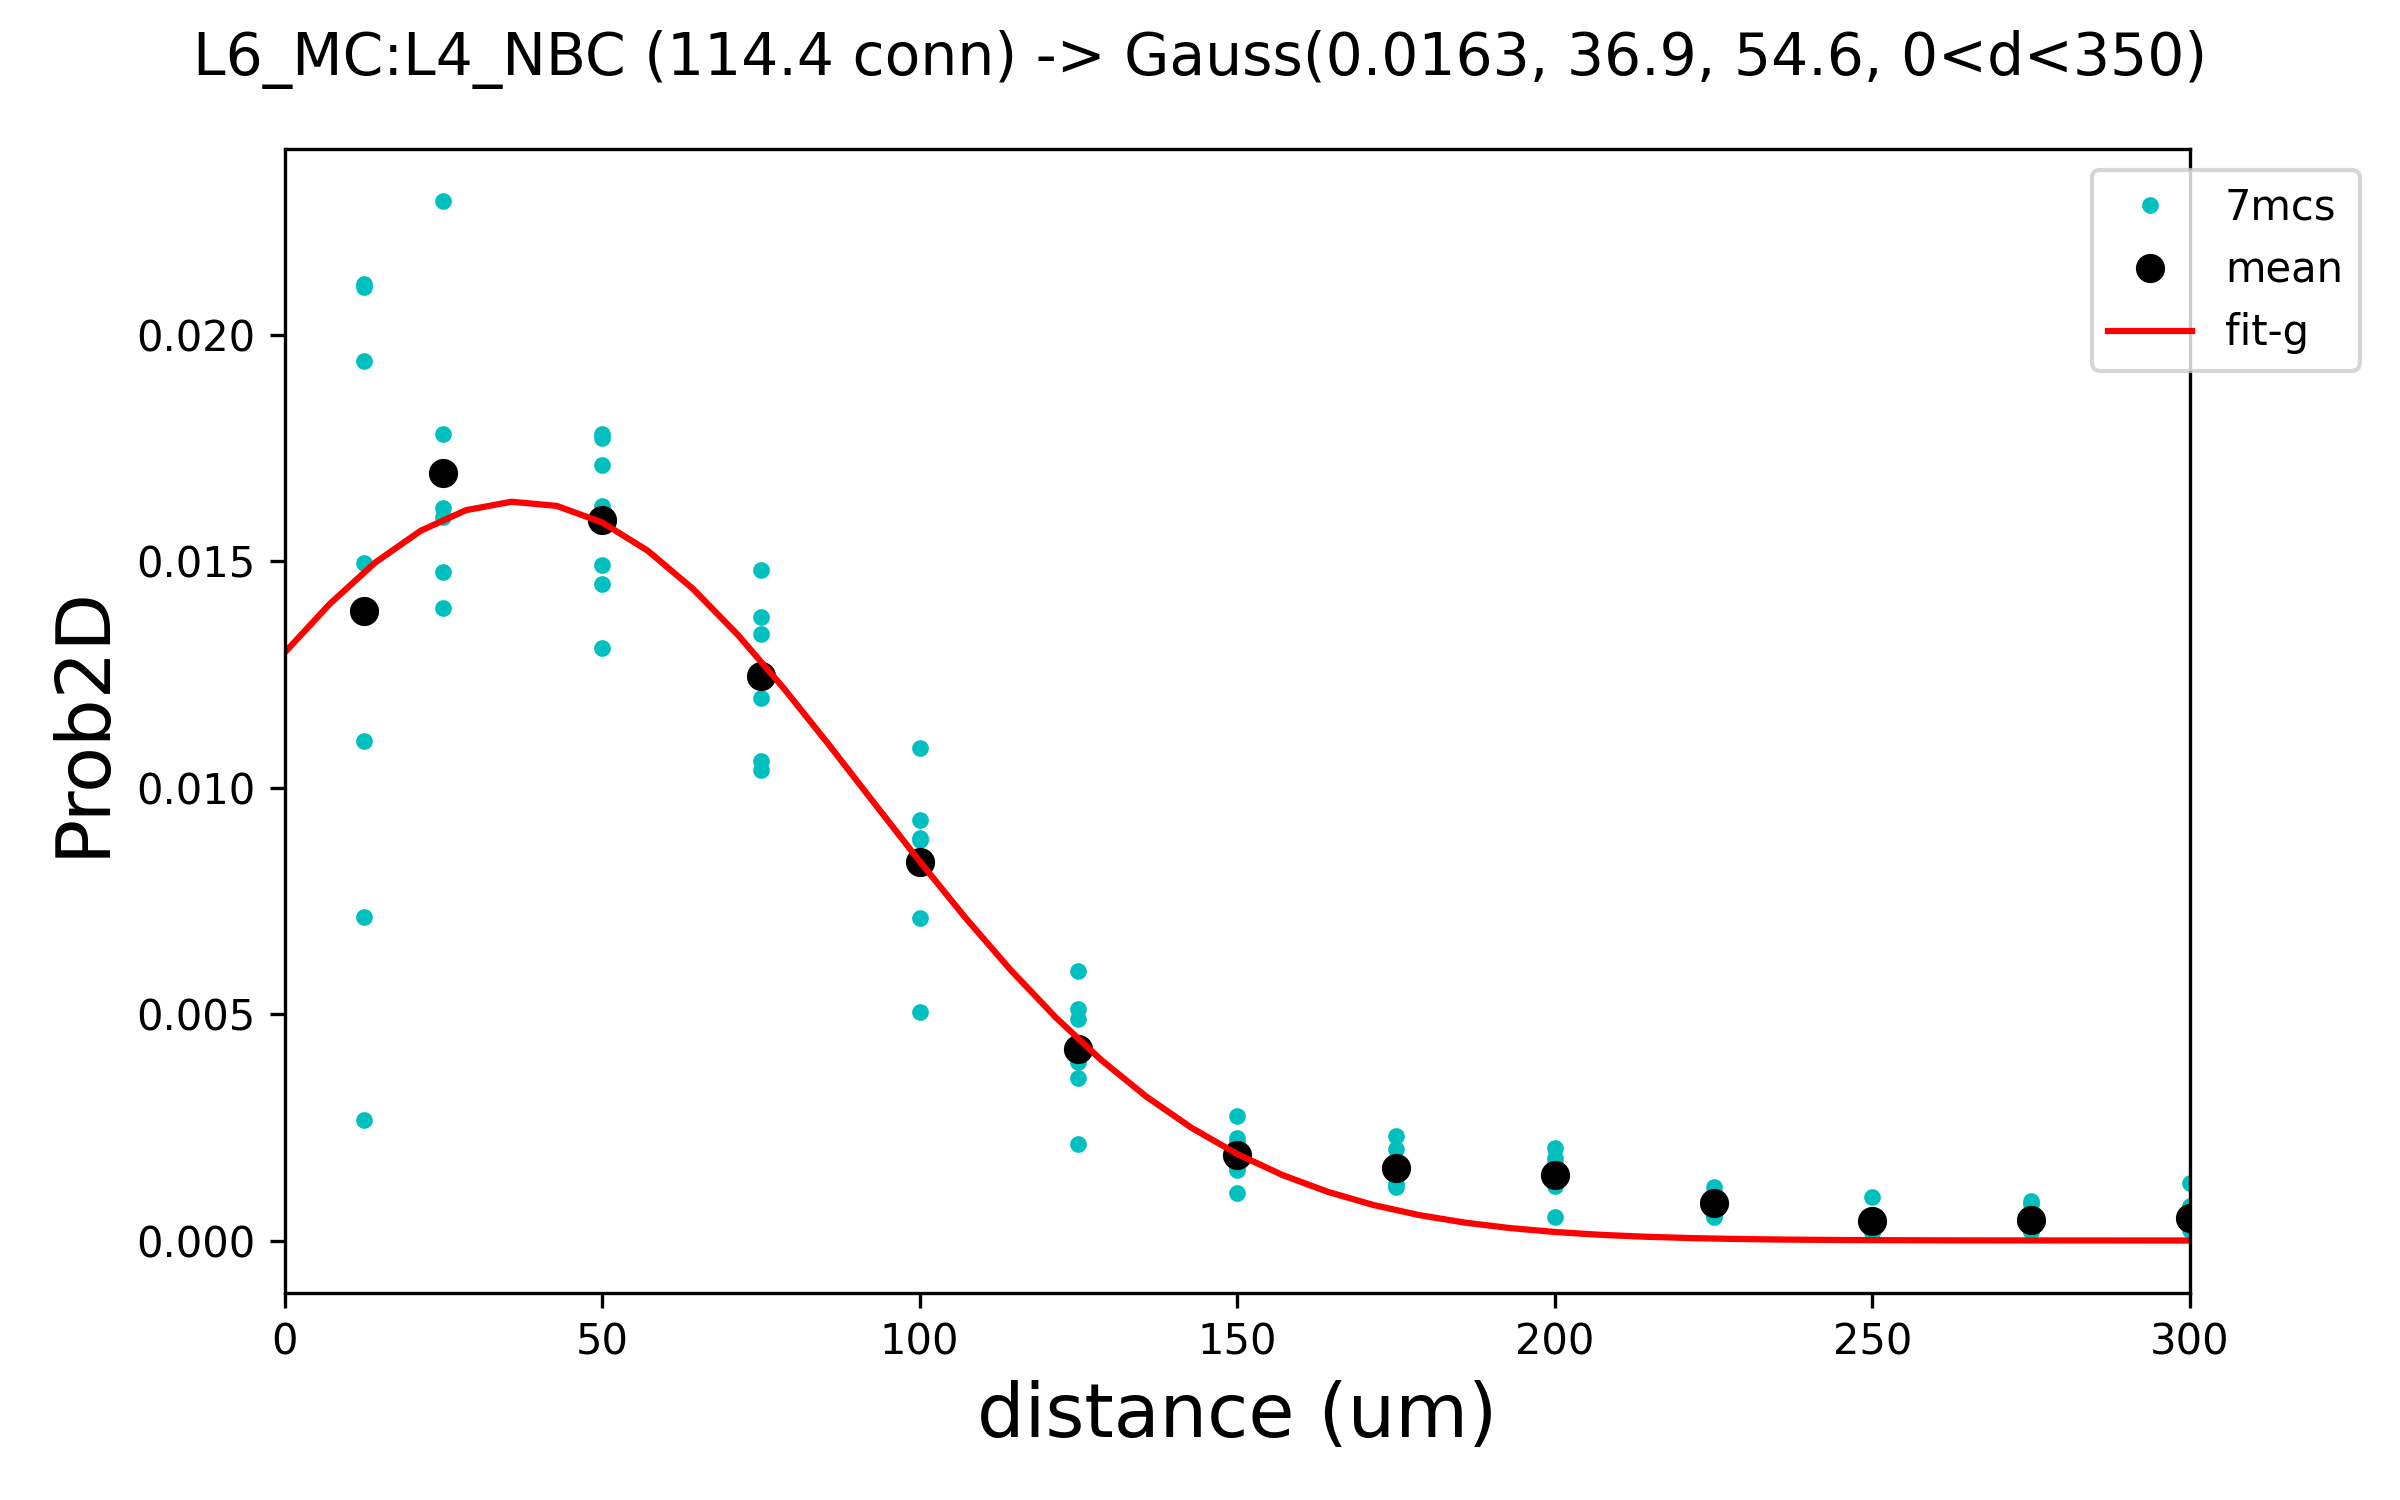 L6_MC:L4_NBC (114.4 conn) -> Gauss(0.0163, 36.9, 54.6, 0<d<350)
7mcs
mean
fit-g
Prob2D
0.020
0.015
0.010
0.005
0.000
0 50 100 150 200 250 300
distance (um)